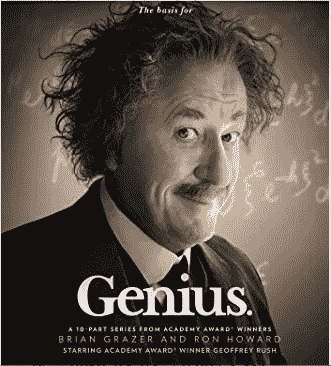 The basis for
Genius.
A 10-PART SERIES FROM ACADEMY AWARD® WINNERS
BRIAN GRAZER AND RON HOWARD
STARRING ACADEMY AWARD® WINNER GEOFFREY RUSH